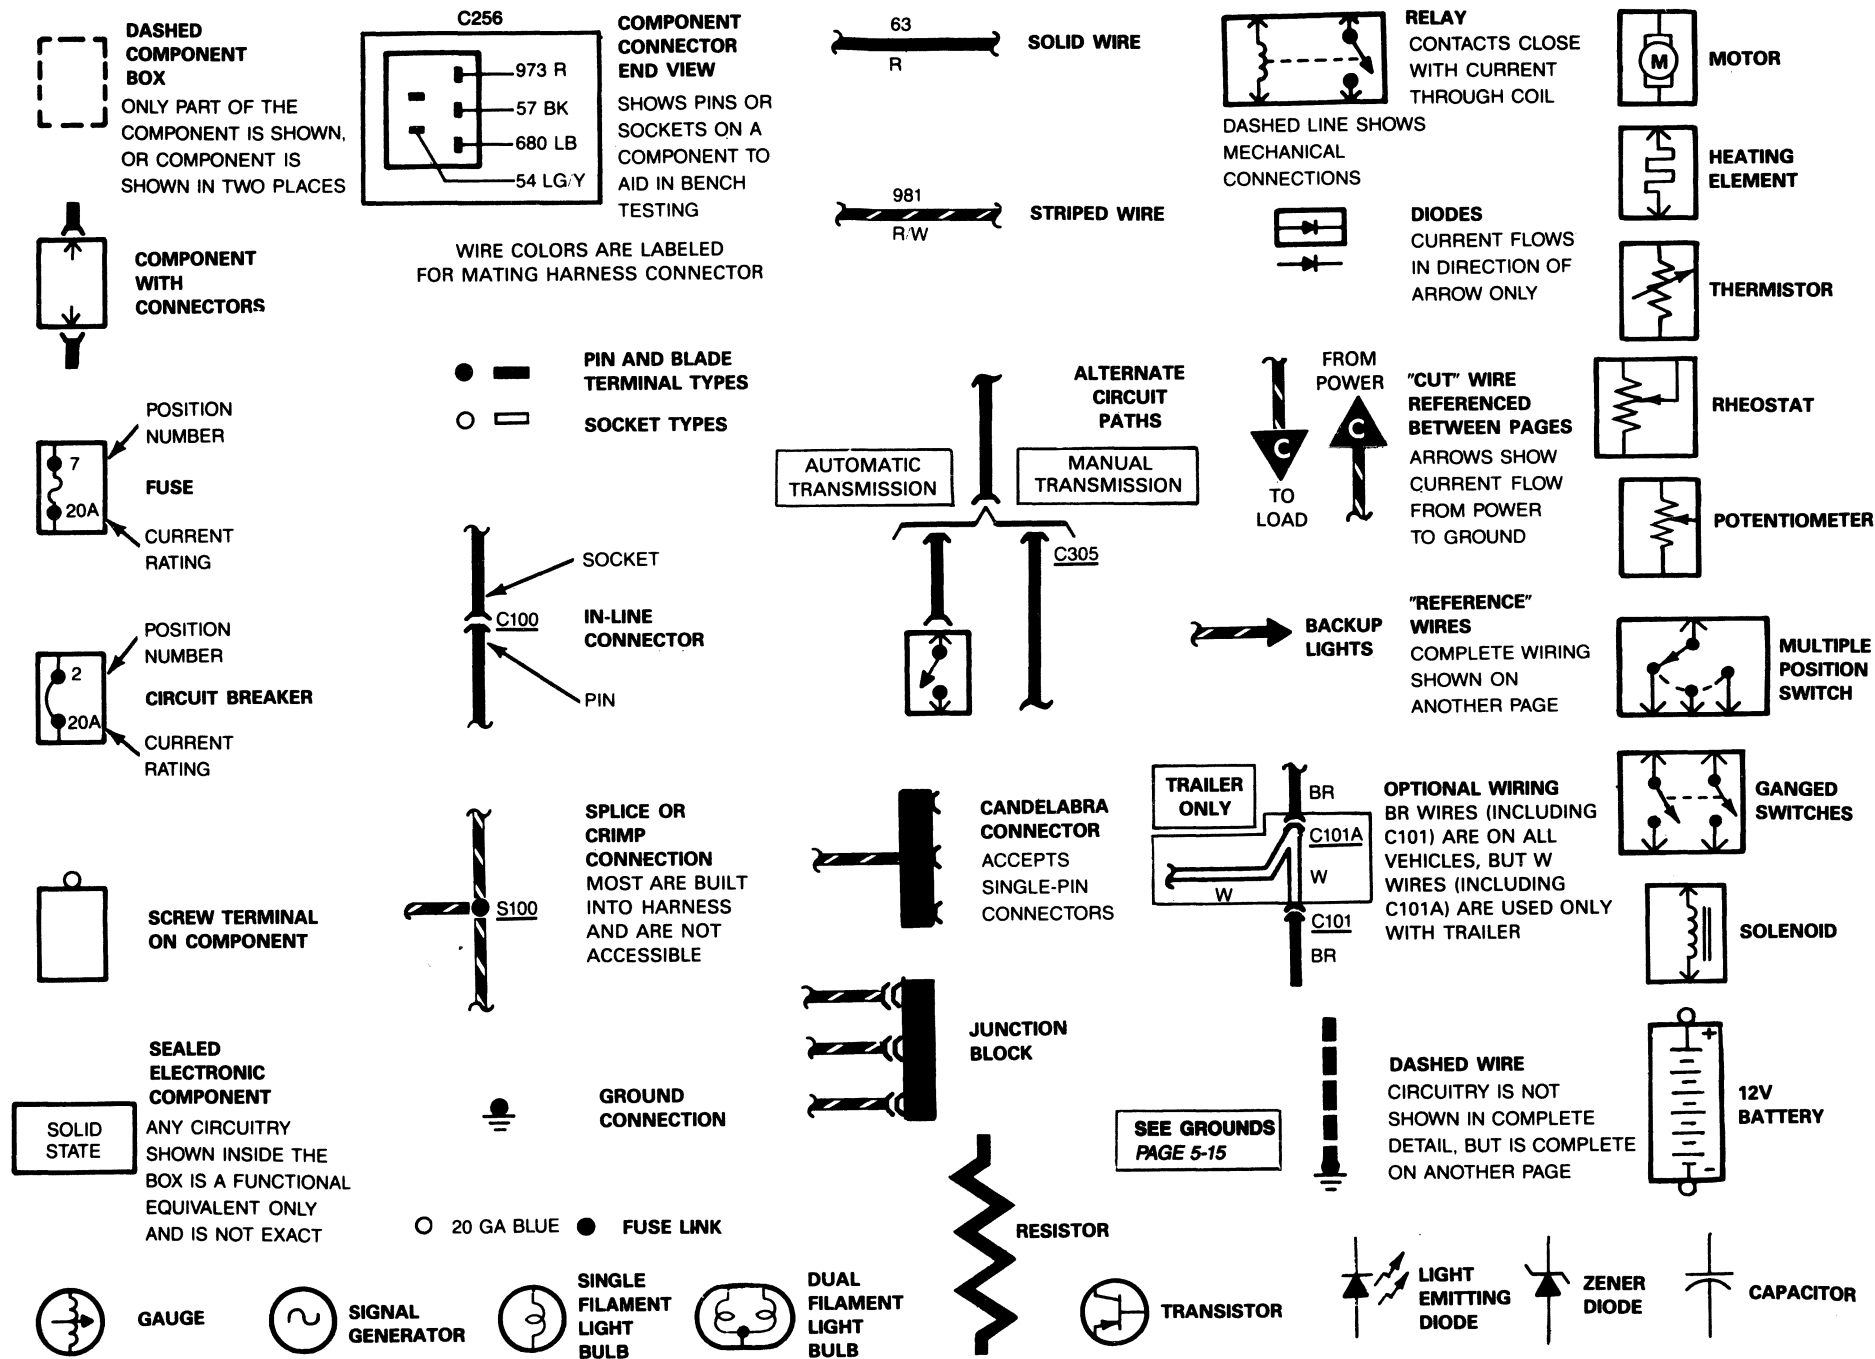 DASHED
COMPONENT
BOX
ONLY PART OF THE
COMPONENT IS SHOWN,
OR COMPONENT IS
SHOWN IN TWO PLACES
COMPONENT
WITH
CONNECTORS
POSITION
NUMBER
7
FUSE
20A
CURRENT
RATING
POSITION
NUMBER
2
CIRCUIT BREAKER
20A
CURRENT
RATING
SCREW TERMINAL
ON COMPONENT
SEALED
ELECTRONIC
COMPONENT
SOLID
STATE
ANY CIRCUITRY
SHOWN INSIDE THE
BOX IS A FUNCTIONAL
EQUIVALENT ONLY
AND IS NOT EXACT
C256
973 R
57 BK
680 LB
54 LG/Y
COMPONENT
CONNECTOR
END VIEW
SHOWS PINS OR
SOCKETS ON A
COMPONENT TO
AID IN BENCH
TESTING
WIRE COLORS ARE LABELED
FOR MATING HARNESS CONNECTOR
PIN AND BLADE
TERMINAL TYPES
SOCKET TYPES
SOCKET
C100
IN-LINE
CONNECTOR
PIN
SPLICE OR
CRIMP
CONNECTION
MOST ARE BUILT
INTO HARNESS
AND ARE NOT
ACCESSIBLE
S100
GROUND
CONNECTION
20 GA BLUE
FUSE LINK
63
R
SOLID WIRE
981
R/W
STRIPED WIRE
ALTERNATE
CIRCUIT
PATHS
AUTOMATIC
TRANSMISSION
MANUAL
TRANSMISSION
C305
CANDELABRA
CONNECTOR
ACCEPTS
SINGLE-PIN
CONNECTORS
JUNCTION
BLOCK
RESISTOR
RELAY
CONTACTS CLOSE
WITH CURRENT
THROUGH COIL
DASHED LINE SHOWS
MECHANICAL
CONNECTIONS
DIODES
CURRENT FLOWS
IN DIRECTION OF
ARROW ONLY
FROM
POWER
C
C
TO
LOAD
"CUT" WIRE
REFERENCED
BETWEEN PAGES
ARROWS SHOW
CURRENT FLOW
FROM POWER
TO GROUND
BACKUP
LIGHTS
"REFERENCE"
WIRES
COMPLETE WIRING
SHOWN ON
ANOTHER PAGE
TRAILER
ONLY
BR
C101A
W
W
C101
BR
OPTIONAL WIRING
BR WIRES (INCLUDING
C101) ARE ON ALL
VEHICLES, BUT W
WIRES (INCLUDING
C101A) ARE USED ONLY
WITH TRAILER
SEE GROUNDS
PAGE 5-15
DASHED WIRE
CIRCUITRY IS NOT
SHOWN IN COMPLETE
DETAIL, BUT IS COMPLETE
ON ANOTHER PAGE
M
MOTOR
HEATING
ELEMENT
THERMISTOR
RHEOSTAT
POTENTIOMETER
MULTIPLE
POSITION
SWITCH
GANGED
SWITCHES
SOLENOID
+
-
12V
BATTERY
GAUGE
SIGNAL
GENERATOR
SINGLE
FILAMENT
LIGHT
BULB
DUAL
FILAMENT
LIGHT
BULB
TRANSISTOR
LIGHT
EMITTING
DIODE
ZENER
DIODE
CAPACITOR